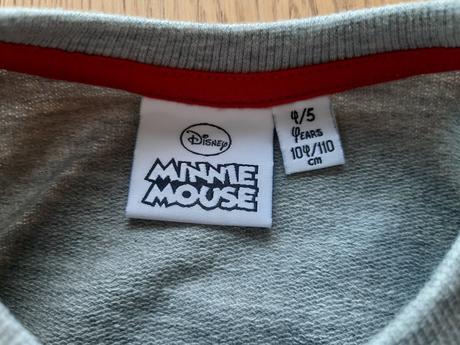 Disney
MINNIE
MOUSE
4/5
YEARS
104/110
cm